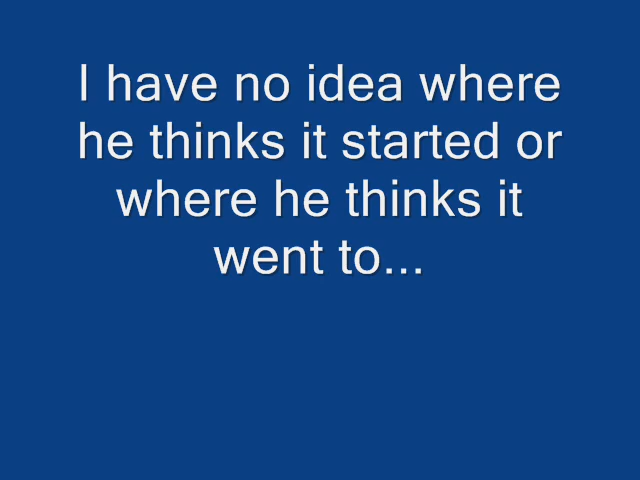 I have no idea where
he thinks it started or
where he thinks it
went to...